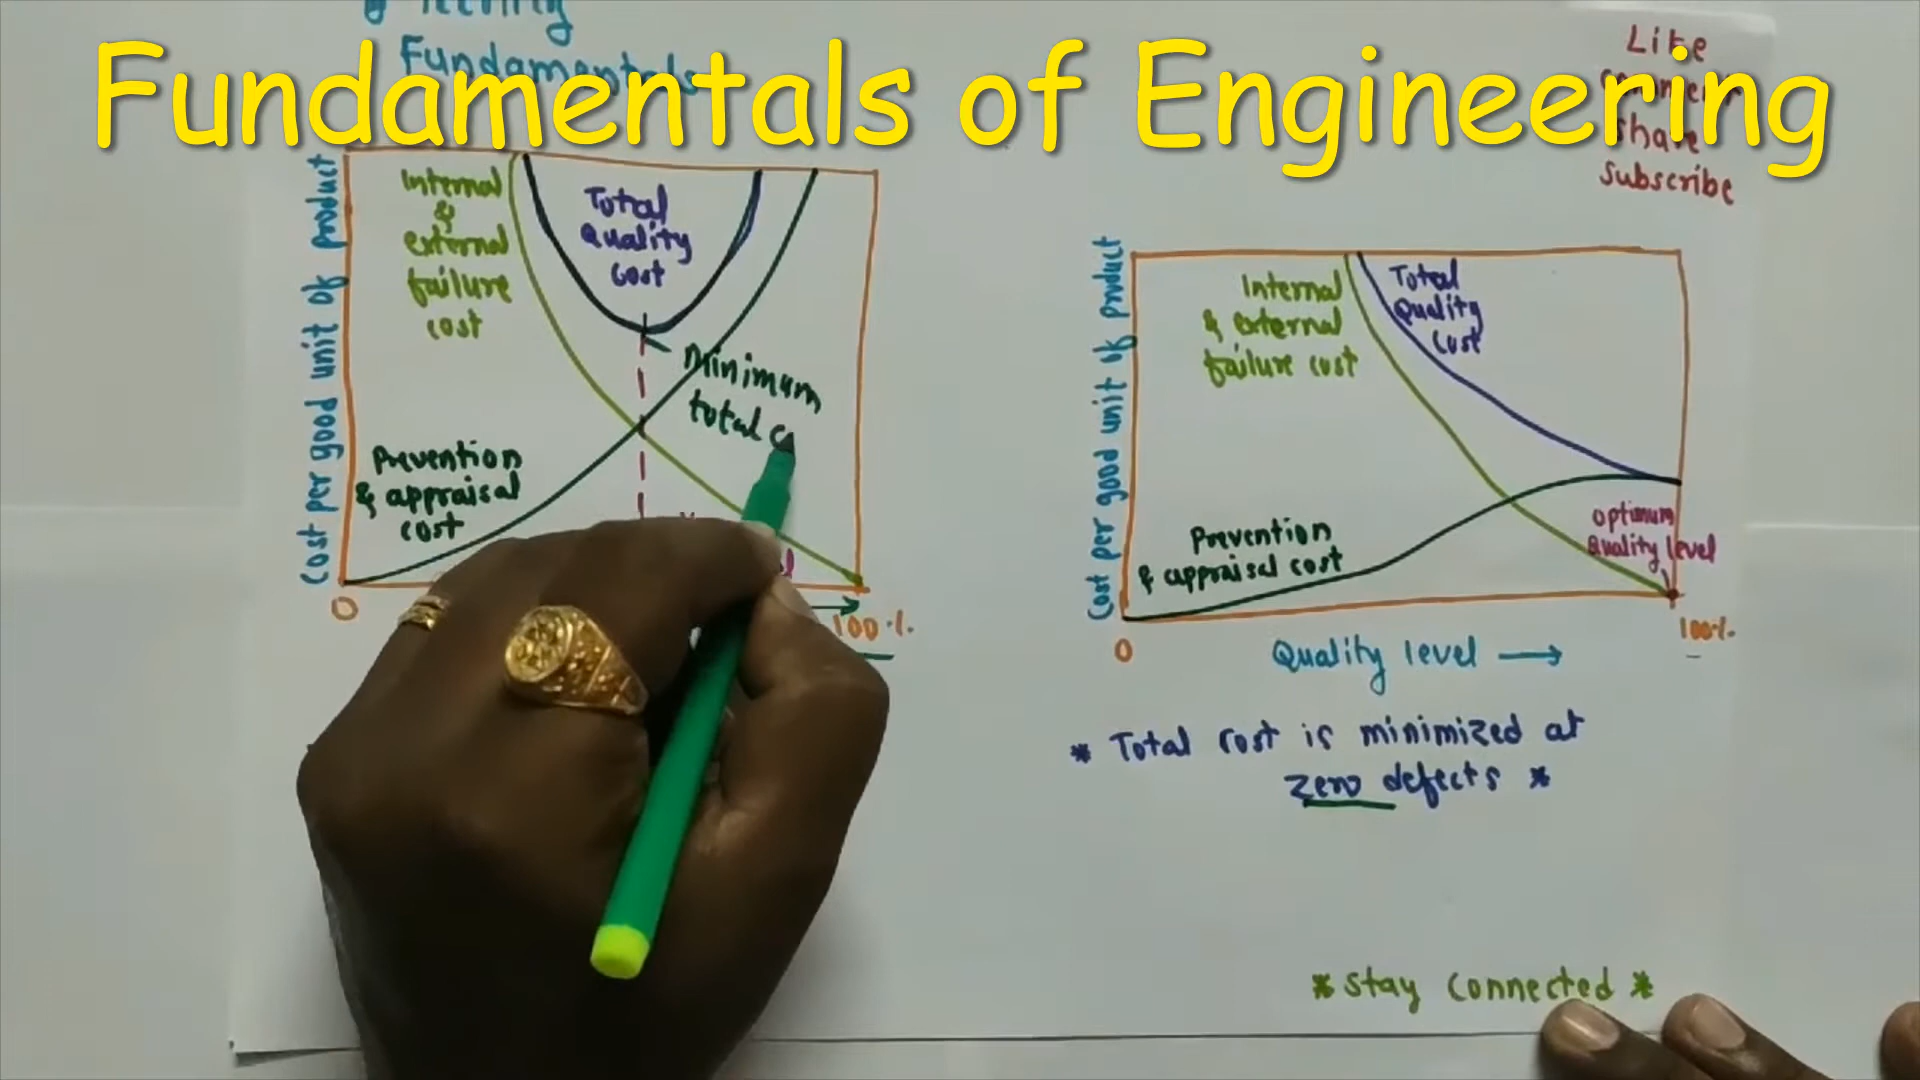 Fundamentals of Engineering
Fundamentals
Like
Share
Subscribe
Cost per good unit of product
Internal
&
external
failure
cost
Total
Quality
Cost
Minimum
total c
Prevention
& appraisal
cost
0
100%
Cost per good unit of product
Internal
& external
failure cost
Total
Quality
Cost
Prevention
& appraisal cost
Optimum
Quality level
0
100%
Quality level →
* Total cost is minimized at
zero defects *
* Stay connected *